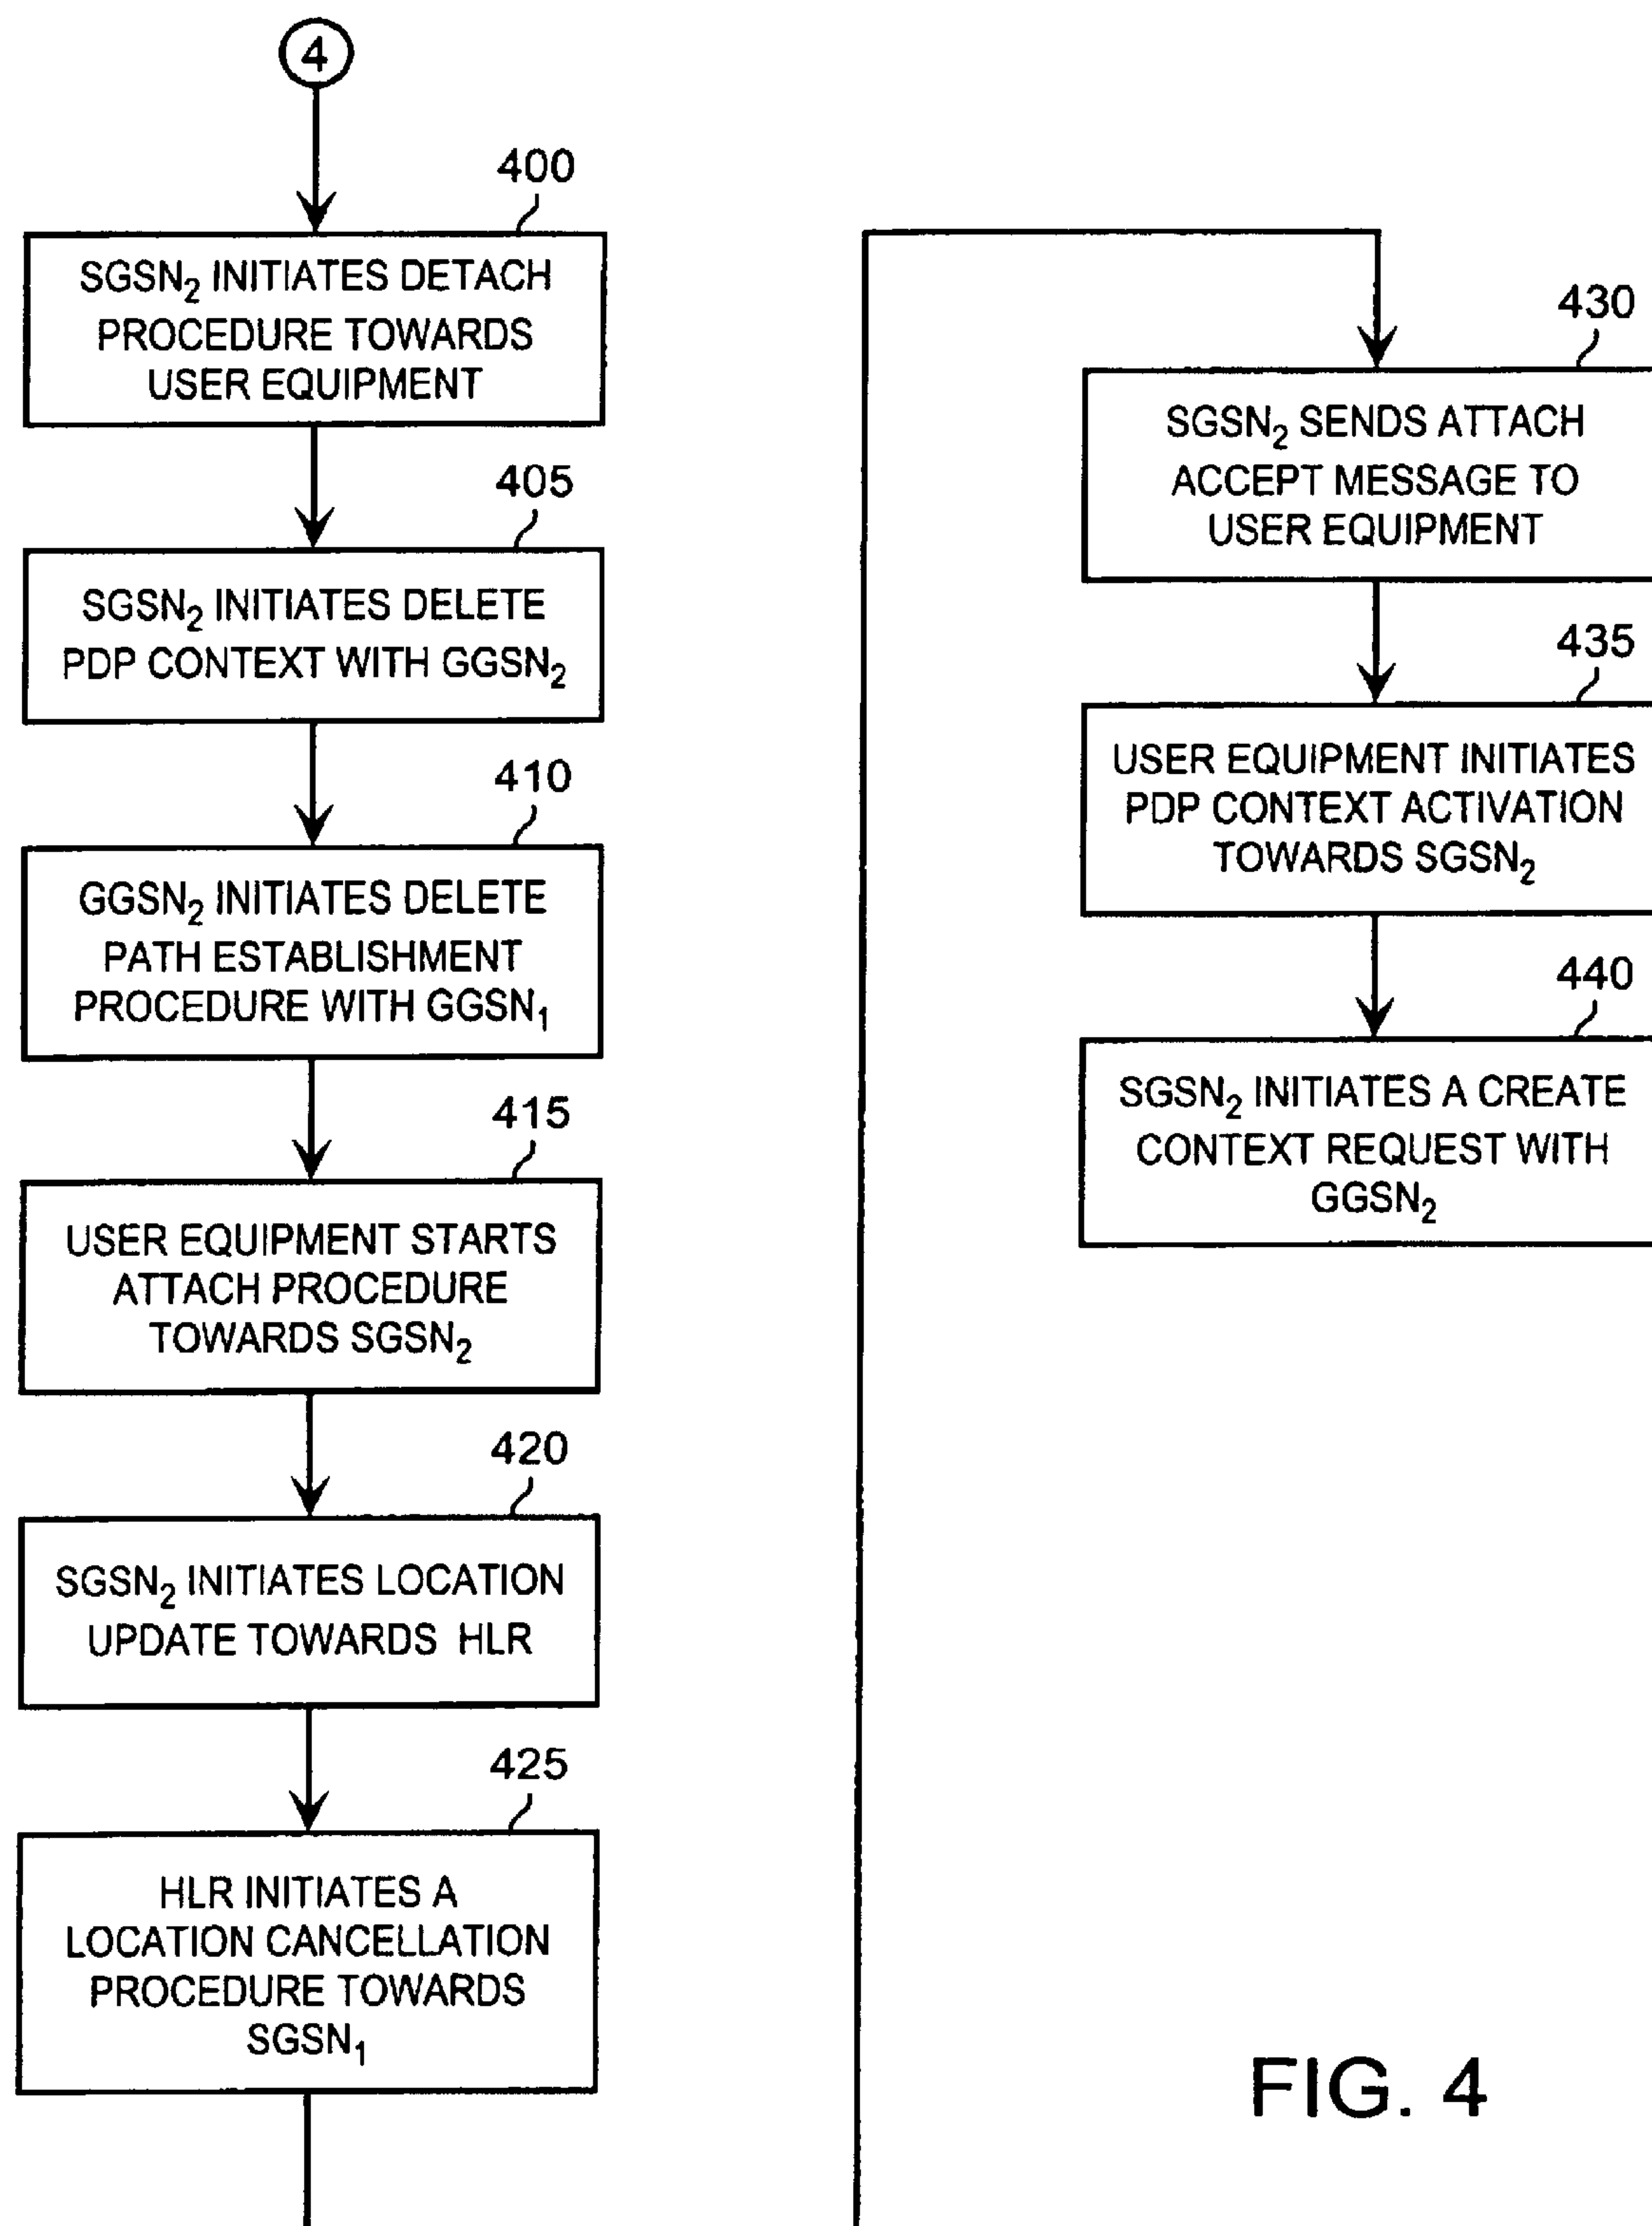 4
400
SGSN₂ INITIATES DETACH
PROCEDURE TOWARDS
USER EQUIPMENT
405
SGSN₂ INITIATES DELETE
PDP CONTEXT WITH GGSN₂
410
GGSN₂ INITIATES DELETE
PATH ESTABLISHMENT
PROCEDURE WITH GGSN₁
415
USER EQUIPMENT STARTS
ATTACH PROCEDURE
TOWARDS SGSN₂
420
SGSN₂ INITIATES LOCATION
UPDATE TOWARDS HLR
425
HLR INITIATES A
LOCATION CANCELLATION
PROCEDURE TOWARDS
SGSN₁
430
SGSN₂ SENDS ATTACH
ACCEPT MESSAGE TO
USER EQUIPMENT
435
USER EQUIPMENT INITIATES
PDP CONTEXT ACTIVATION
TOWARDS SGSN₂
440
SGSN₂ INITIATES A CREATE
CONTEXT REQUEST WITH
GGSN₂
FIG. 4